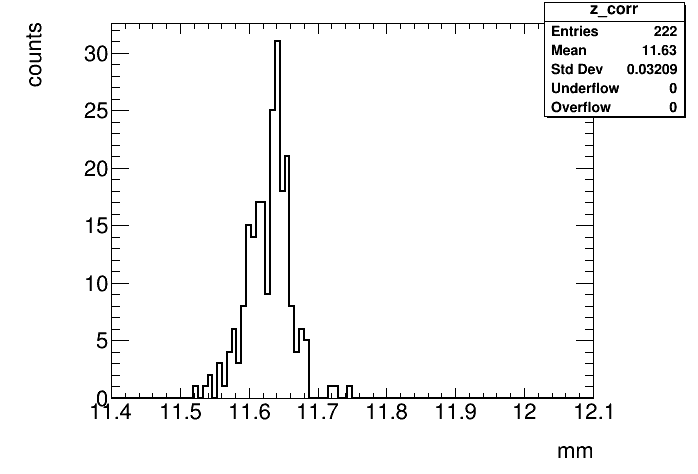 z_corr
Entries 222
Mean 11.63
Std Dev 0.03209
Underflow 0
Overflow 0
counts
30
25
20
15
10
5
0
11.4 11.5 11.6 11.7 11.8 11.9 12 12.1
mm